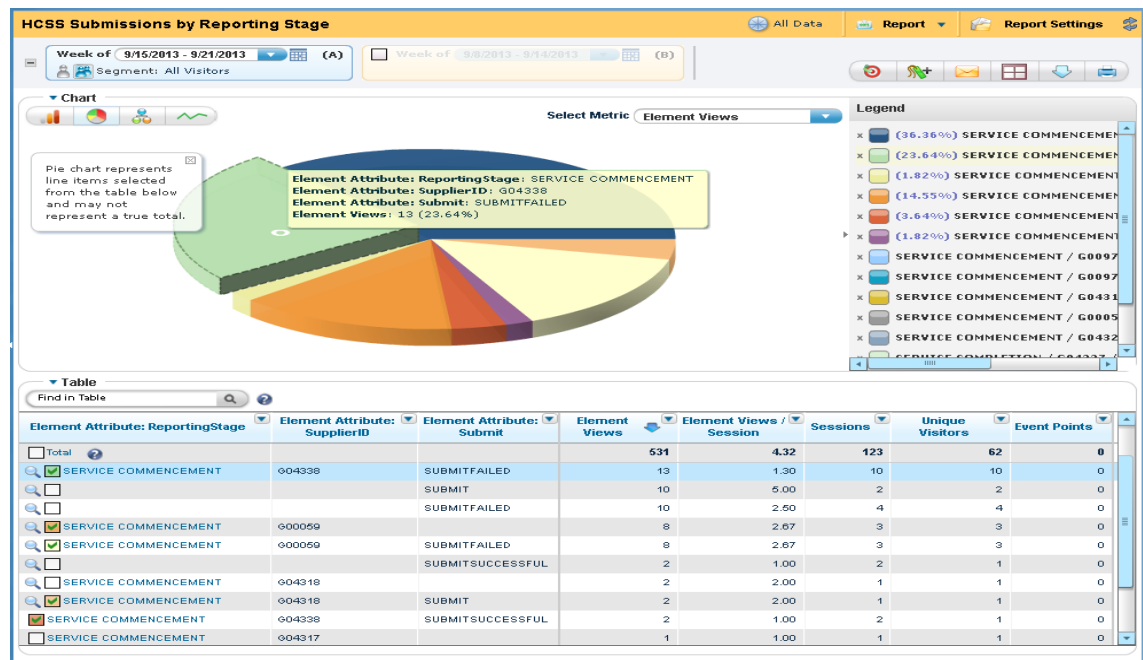 HCSS Submissions by Reporting Stage All Data Report Report Settings
Week of 9/15/2013 - 9/21/2013 (A) Week of 9/8/2013 - 9/14/2013 (B)
Segment: All Visitors
Chart
Select Metric Element Views
Legend
Pie chart represents
line items selected
from the table below
and may not
represent a true total.
Element Attribute: ReportingStage: SERVICE COMMENCEMENT
Element Attribute: SupplierID: G04338
Element Attribute: Submit: SUBMITFAILED
Element Views: 13 (23.64%)
x (36.36%) SERVICE COMMENCEMEN
x (23.64%) SERVICE COMMENCEMEN
x (1.82%) SERVICE COMMENCEMENT
x (14.55%) SERVICE COMMENCEMEN
x (3.64%) SERVICE COMMENCEMENT
x (1.82%) SERVICE COMMENCEMENT
x SERVICE COMMENCEMENT / G0097
x SERVICE COMMENCEMENT / G0097
x SERVICE COMMENCEMENT / G0431
x SERVICE COMMENCEMENT / G0005
x SERVICE COMMENCEMENT / G0432
Table
Find in Table
Element Attribute: ReportingStage Element Attribute: SupplierID Element Attribute: Submit Element Views Element Views / Session Sessions Unique Visitors Event Points
Total 531 4.32 123 62 0
SERVICE COMMENCEMENT G04338 SUBMITFAILED 13 1.30 10 10 0
SUBMIT 10 5.00 2 2 0
SUBMITFAILED 10 2.50 4 4 0
SERVICE COMMENCEMENT G00059 8 2.67 3 3 0
SERVICE COMMENCEMENT G00059 SUBMITFAILED 8 2.67 3 3 0
SUBMITSUCCESSFUL 2 1.00 2 1 0
SERVICE COMMENCEMENT G04318 2 2.00 1 1 0
SERVICE COMMENCEMENT G04318 SUBMIT 2 2.00 1 1 0
SERVICE COMMENCEMENT G04338 SUBMITSUCCESSFUL 2 1.00 2 1 0
SERVICE COMMENCEMENT G04317 1 1.00 1 1 0